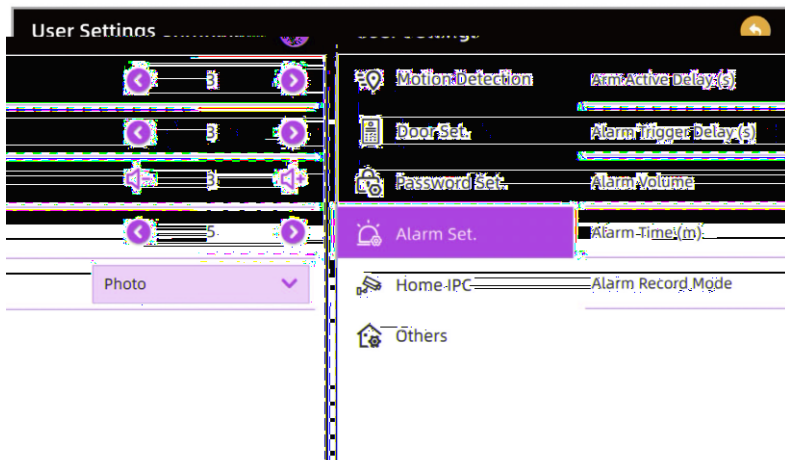 User Settings
3
Motion Detection
Arm Active Delay (s)
3
Door Set.
Alarm Trigger Delay (s)
3
Password Set.
Alarm Volume
5
Alarm Set.
Alarm Time (m)
Photo
Home IPC
Alarm Record Mode
Others